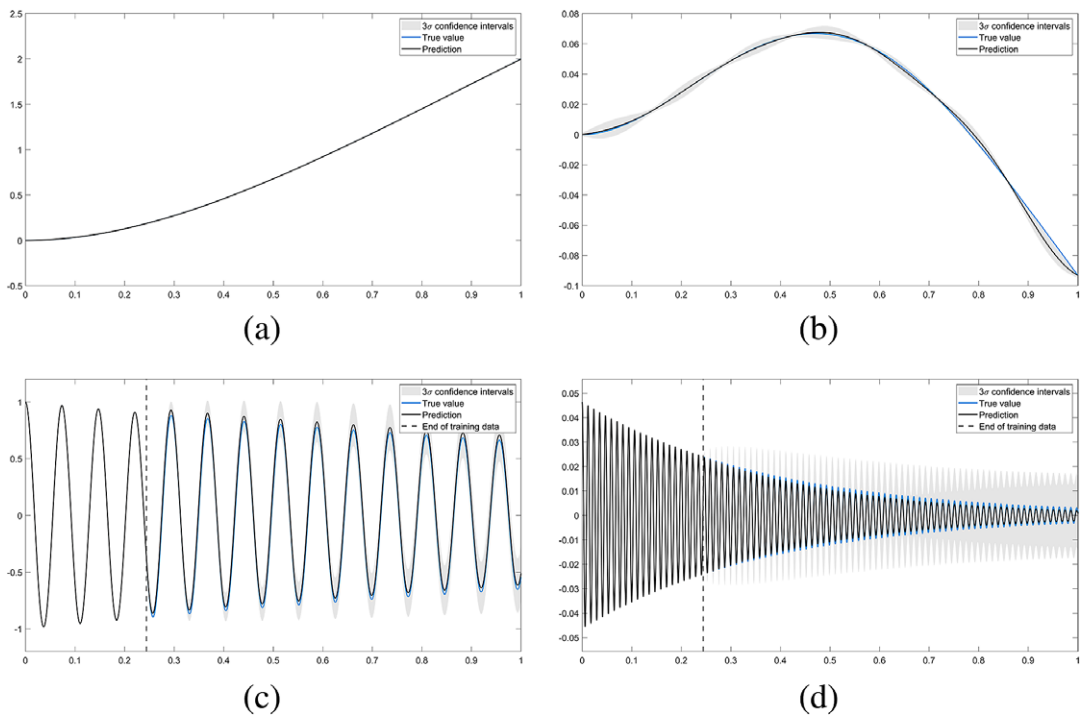 2.5
2
1.5
1
0.5
0
-0.5
0 0.1 0.2 0.3 0.4 0.5 0.6 0.7 0.8 0.9 1
3σ confidence intervals
True value
Prediction
(a)
0.08
0.06
0.04
0.02
0
-0.02
-0.04
-0.06
-0.08
-0.1
0 0.1 0.2 0.3 0.4 0.5 0.6 0.7 0.8 0.9 1
3σ confidence intervals
True value
Prediction
(b)
1
0.5
0
-0.5
-1
0 0.1 0.2 0.3 0.4 0.5 0.6 0.7 0.8 0.9 1
3σ confidence intervals
True value
Prediction
End of training data
(c)
0.05
0.04
0.03
0.02
0.01
0
-0.01
-0.02
-0.03
-0.04
-0.05
0 0.1 0.2 0.3 0.4 0.5 0.6 0.7 0.8 0.9 1
3σ confidence intervals
True value
Prediction
End of training data
(d)